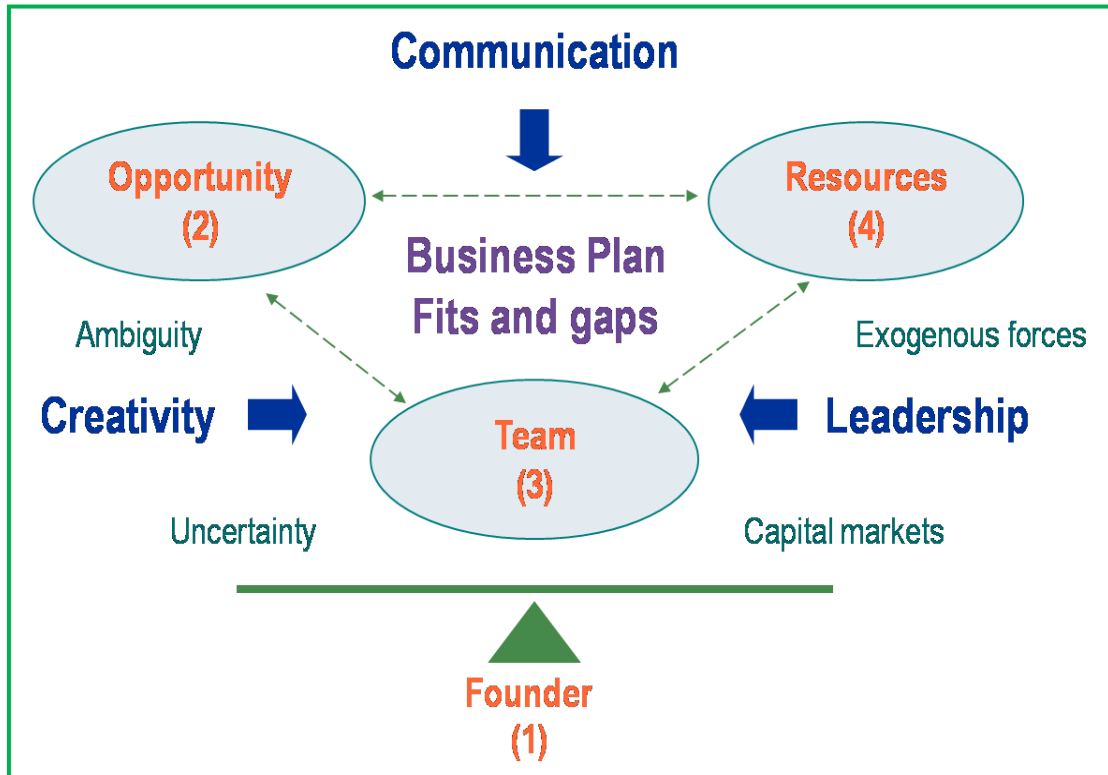 Communication
Opportunity
(2)
Resources
(4)
Business Plan
Fits and gaps
Ambiguity
Exogenous forces
Creativity
Leadership
Team
(3)
Uncertainty
Capital markets
Founder
(1)